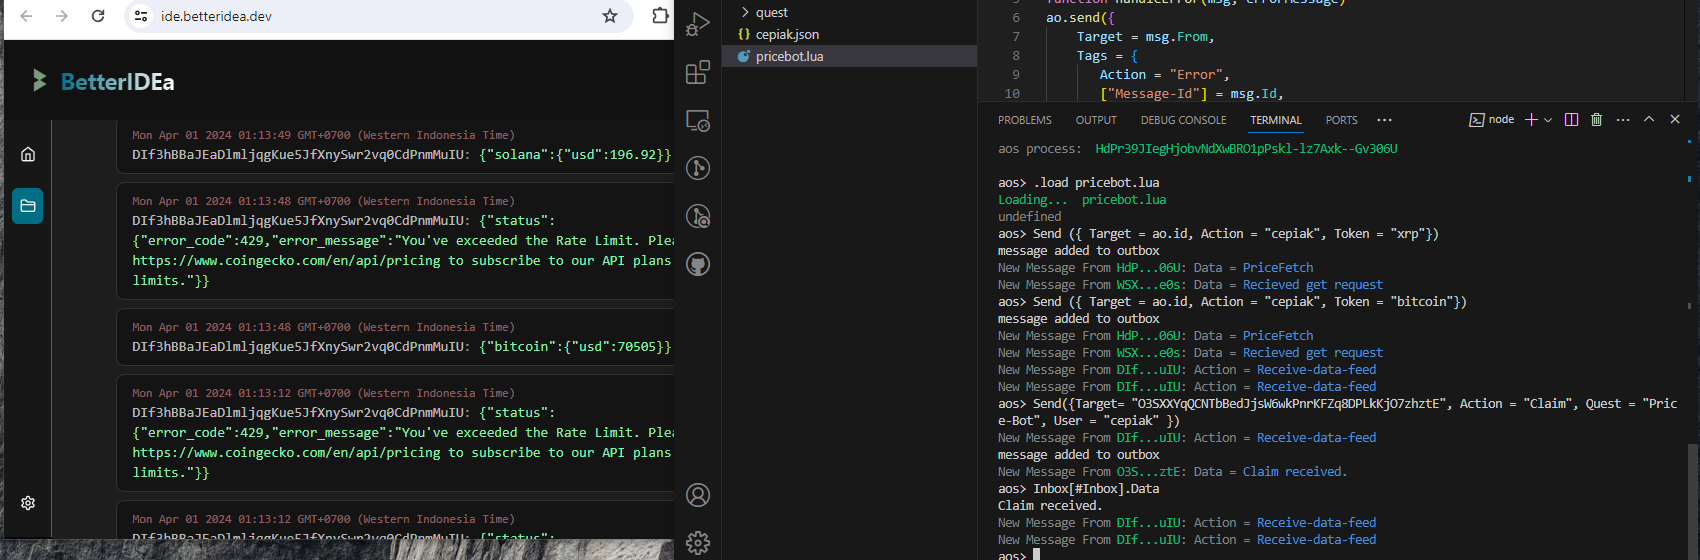 ide.betteridea.dev
BetterIDEa
Mon Apr 01 2024 01:13:49 GMT+0700 (Western Indonesia Time)
DIf3hBBaJEaDlmljqgKue5JfXnySwr2vq0CdPnmMuIU: {"solana":{"usd":196.92}}
Mon Apr 01 2024 01:13:48 GMT+0700 (Western Indonesia Time)
DIf3hBBaJEaDlmljqgKue5JfXnySwr2vq0CdPnmMuIU: {"status":
{"error_code":429,"error_message":"You've exceeded the Rate Limit. Plea
https://www.coingecko.com/en/api/pricing to subscribe to our API plans
limits."}}
Mon Apr 01 2024 01:13:48 GMT+0700 (Western Indonesia Time)
DIf3hBBaJEaDlmljqgKue5JfXnySwr2vq0CdPnmMuIU: {"bitcoin":{"usd":70505}}
Mon Apr 01 2024 01:13:12 GMT+0700 (Western Indonesia Time)
DIf3hBBaJEaDlmljqgKue5JfXnySwr2vq0CdPnmMuIU: {"status":
{"error_code":429,"error_message":"You've exceeded the Rate Limit. Plea
https://www.coingecko.com/en/api/pricing to subscribe to our API plans
limits."}}
Mon Apr 01 2024 01:13:12 GMT+0700 (Western Indonesia Time)
DIf3hBBaJEaDlmljqgKue5JfXnySwr2vq0CdPnmMuIU: {"status":
quest
{} cepiak.json
pricebot.lua
5 function handleError(msg, errorMessage)
6 ao.send({
7 Target = msg.From,
8 Tags = {
9 Action = "Error",
10 ["Message-Id"] = msg.Id,
PROBLEMS OUTPUT DEBUG CONSOLE TERMINAL PORTS ··· node
aos process: HdPr39JIegHjobvNdXwBRO1pPskl-lz7Axk--Gv306U
aos> .load pricebot.lua
Loading... pricebot.lua
undefined
aos> Send ({ Target = ao.id, Action = "cepiak", Token = "xrp"})
message added to outbox
New Message From HdP...06U: Data = PriceFetch
New Message From WSX...e0s: Data = Recieved get request
aos> Send ({ Target = ao.id, Action = "cepiak", Token = "bitcoin"})
message added to outbox
New Message From HdP...06U: Data = PriceFetch
New Message From WSX...e0s: Data = Recieved get request
New Message From DIf...uIU: Action = Receive-data-feed
New Message From DIf...uIU: Action = Receive-data-feed
aos> Send({Target= "O3SXXYqQCNTbBedJjsW6wkPnrKFZq8DPLkKjO7zhztE", Action = "Claim", Quest = "Pric
e-Bot", User = "cepiak" })
New Message From DIf...uIU: Action = Receive-data-feed
message added to outbox
New Message From O3S...ztE: Data = Claim received.
aos> Inbox[#Inbox].Data
Claim received.
New Message From DIf...uIU: Action = Receive-data-feed
New Message From DIf...uIU: Action = Receive-data-feed
aos>